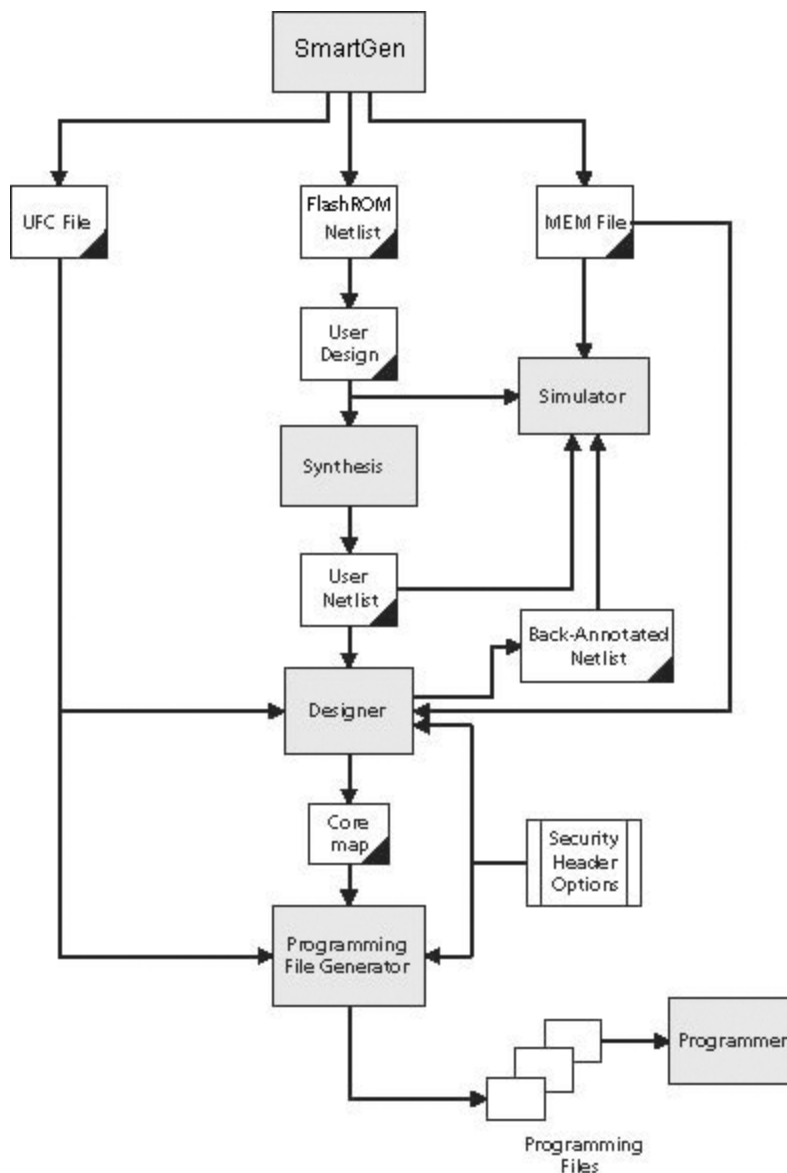 SmartGen
UFC File
FlashROM
Netlist
MEM File
User
Design
Simulator
Synthesis
User
Netlist
Back-Annotated
Netlist
Designer
Core
map
Security
Header
Options
Programming
File Generator
Programmer
Programming
Files